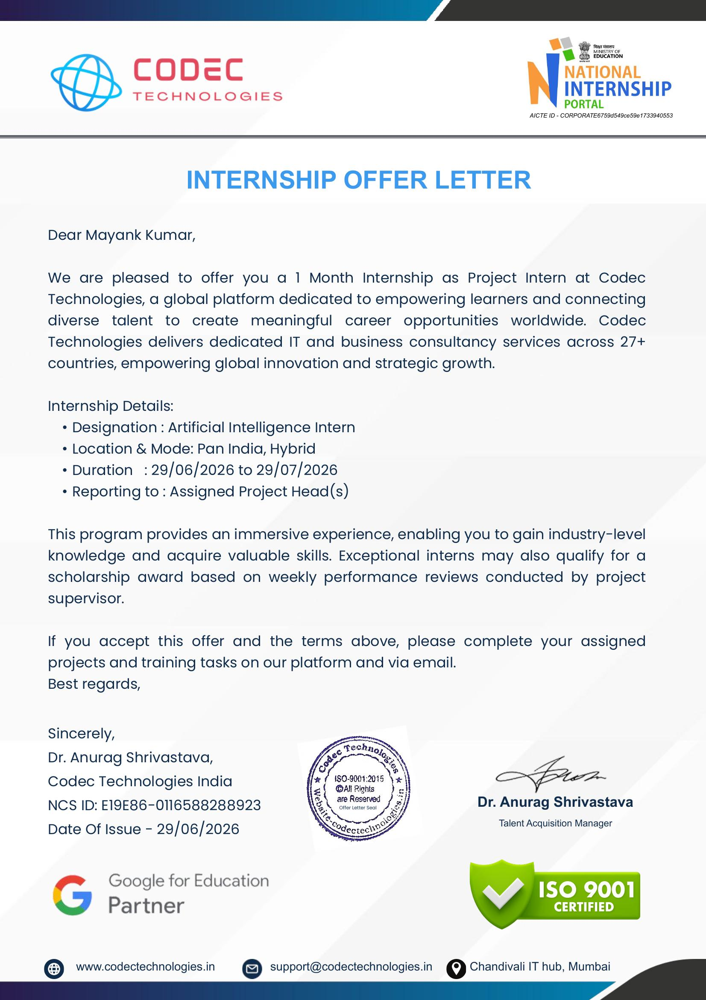 CODEC
TECHNOLOGIES
शिक्षा मंत्रालय
MINISTRY OF
EDUCATION
सत्यमेव जयते
NATIONAL
INTERNSHIP
PORTAL
AICTE ID - CORPORATE6759d549ce59e1733940553
INTERNSHIP OFFER LETTER
Dear Mayank Kumar,
We are pleased to offer you a 1 Month Internship as Project Intern at Codec
Technologies, a global platform dedicated to empowering learners and connecting
diverse talent to create meaningful career opportunities worldwide. Codec
Technologies delivers dedicated IT and business consultancy services across 27+
countries, empowering global innovation and strategic growth.
Internship Details:
• Designation : Artificial Intelligence Intern
• Location & Mode: Pan India, Hybrid
• Duration : 29/06/2026 to 29/07/2026
• Reporting to : Assigned Project Head(s)
This program provides an immersive experience, enabling you to gain industry-level
knowledge and acquire valuable skills. Exceptional interns may also qualify for a
scholarship award based on weekly performance reviews conducted by project
supervisor.
If you accept this offer and the terms above, please complete your assigned
projects and training tasks on our platform and via email.
Best regards,
Sincerely,
Dr. Anurag Shrivastava,
Codec Technologies India
NCS ID: E19E86-0116588288923
Date Of Issue - 29/06/2026
★ Codec Technologies ★
ISO-9001:2015
©All Rights
are Reserved
Offer Letter Seal
Website-codectechnologies.in
Dr. Anurag Shrivastava
Talent Acquisition Manager
Google for Education
Partner
ISO 9001
CERTIFIED
www.codectechnologies.in
support@codectechnologies.in
Chandivali IT hub, Mumbai